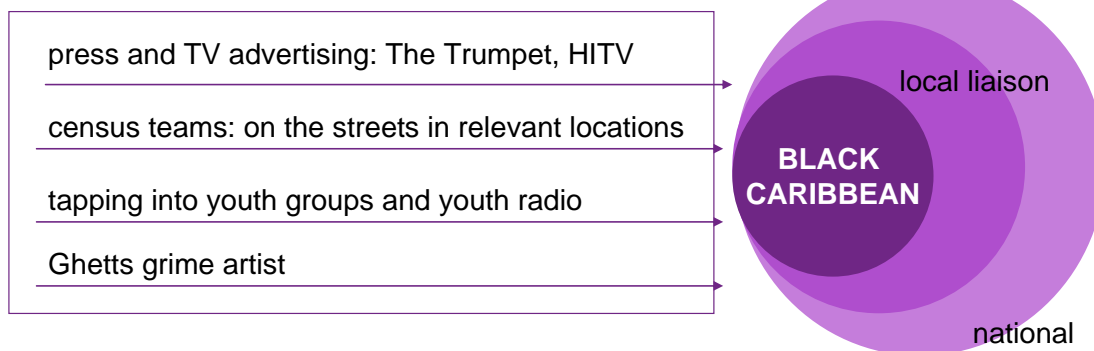 press and TV advertising: The Trumpet, HITV
local liaison
census teams: on the streets in relevant locations
BLACK
CARIBBEAN
tapping into youth groups and youth radio
Ghetts grime artist
national